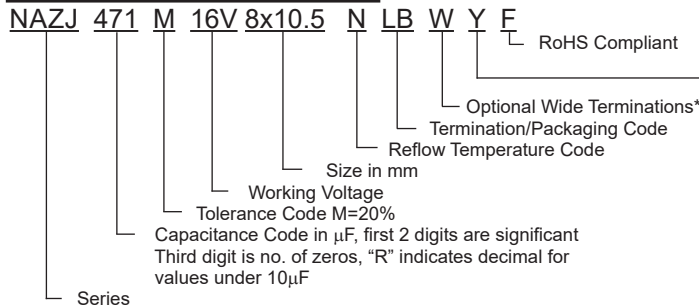 NAZJ 471 M 16V 8x10.5 N LB W Y F
RoHS Compliant
Optional Wide Terminations*
Termination/Packaging Code
Reflow Temperature Code
Size in mm
Working Voltage
Tolerance Code M=20%
Capacitance Code in μF, first 2 digits are significant
Third digit is no. of zeros, “R” indicates decimal for
values under 10μF
Series